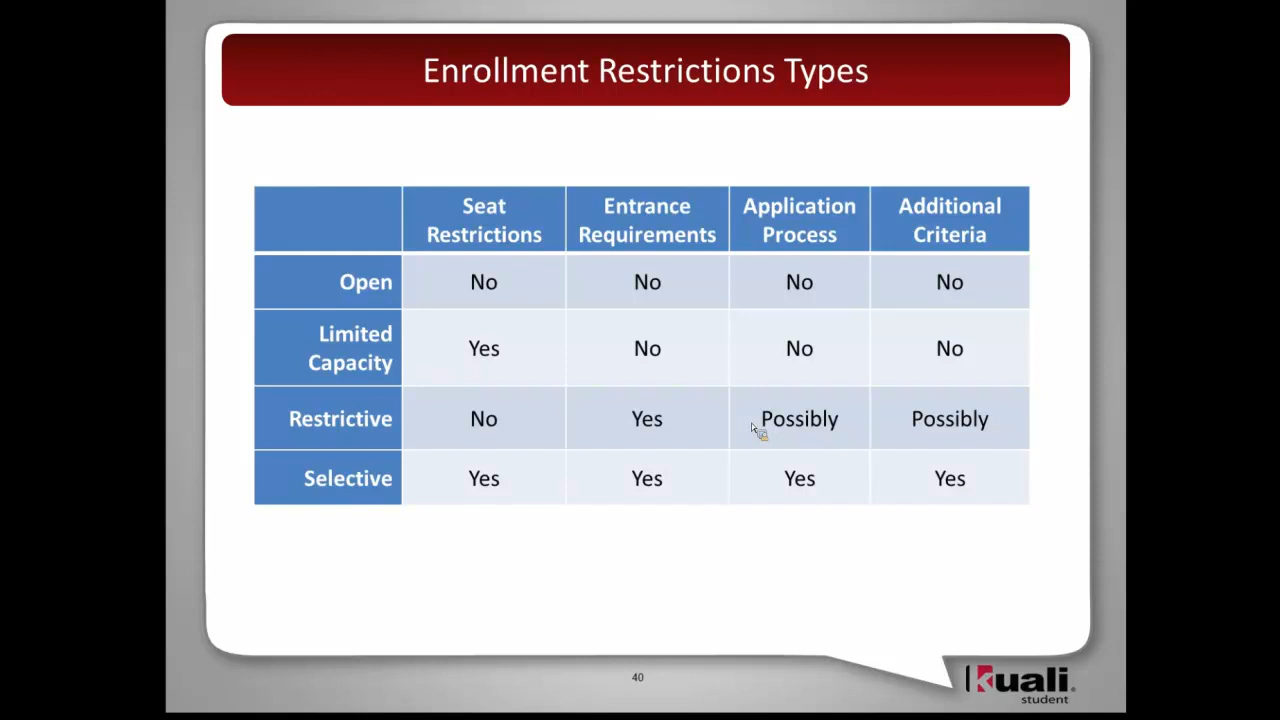 Enrollment Restrictions Types
Seat Restrictions Entrance Requirements Application Process Additional Criteria
Open No No No No
Limited Capacity Yes No No No
Restrictive No Yes Possibly Possibly
Selective Yes Yes Yes Yes
40
kuali
student